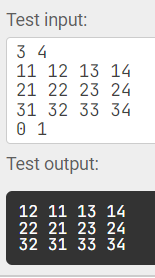 Test input:
3 4
11 12 13 14
21 22 23 24
31 32 33 34
0 1
Test output:
12 11 13 14
22 21 23 24
32 31 33 34